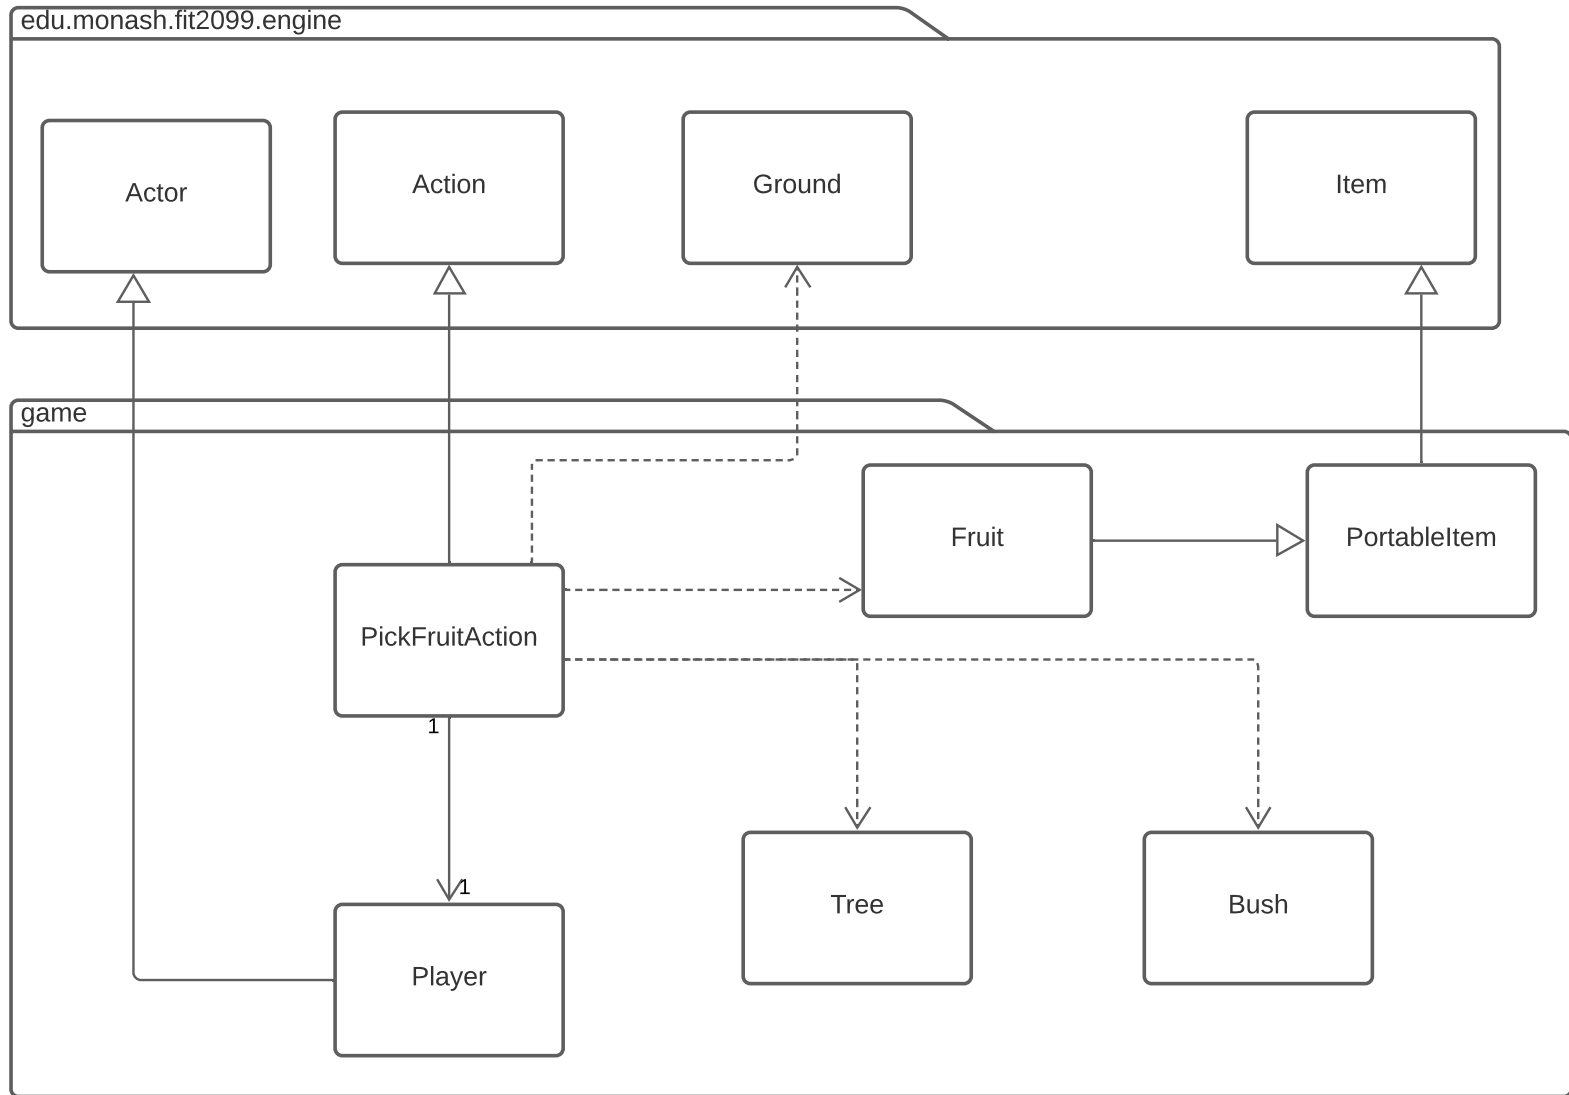 edu.monash.fit2099.engine
Actor
Action
Ground
Item
game
Fruit
PortableItem
PickFruitAction
1
1
Tree
Bush
Player